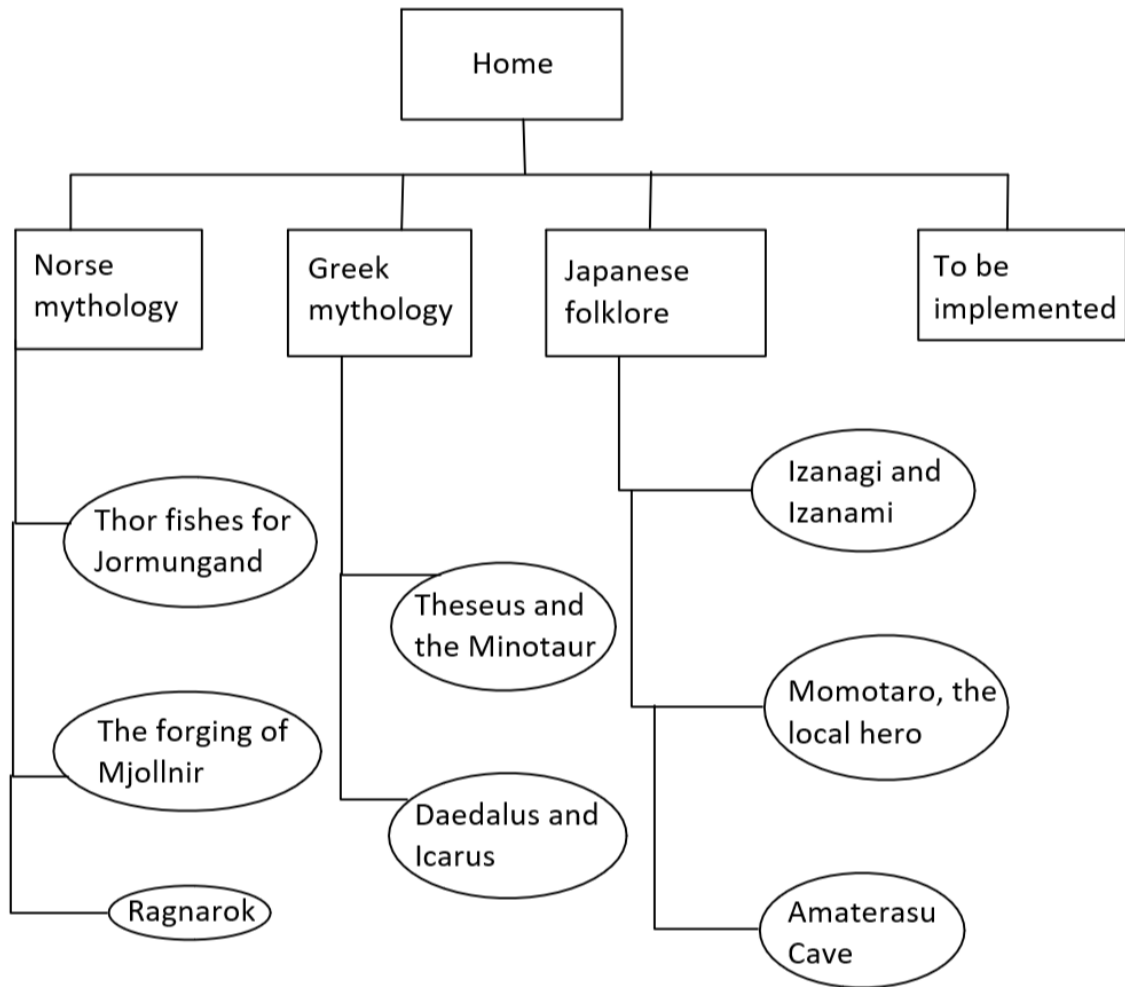 Home
Norse
mythology
Greek
mythology
Japanese
folklore
To be
implemented
Thor fishes for
Jormungand
The forging of
Mjollnir
Ragnarok
Theseus and
the Minotaur
Daedalus and
Icarus
Izanagi and
Izanami
Momotaro, the
local hero
Amaterasu
Cave